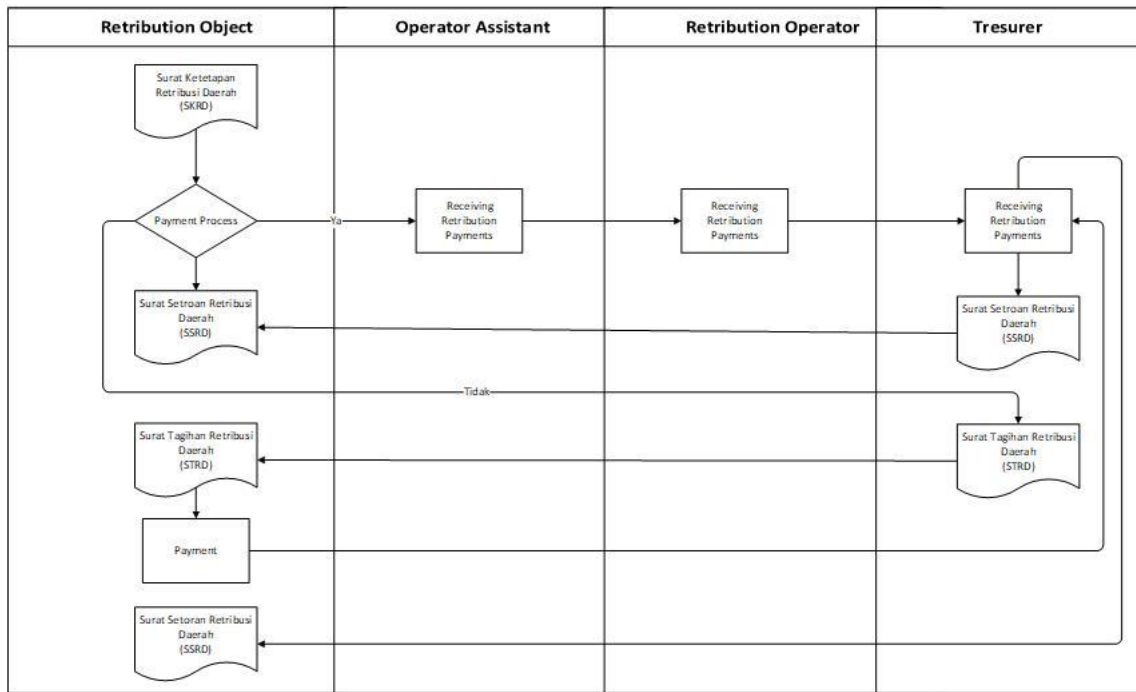 Retribution Object
Operator Assistant
Retribution Operator
Tresurer
Surat Ketetapan
Retribusi Daerah
(SKRD)
Payment Process
Ya
Receiving
Retribution
Payments
Receiving
Retribution
Payments
Receiving
Retribution
Payments
Surat Setroan Retribusi
Daerah
(SSRD)
Surat Setroan Retribusi
Daerah
(SSRD)
Tidak
Surat Tagihan Retribusi
Daerah
(STRD)
Surat Tagihan Retribusi
Daerah
(STRD)
Payment
Surat Setoran Retribusi
Daerah
(SSRD)